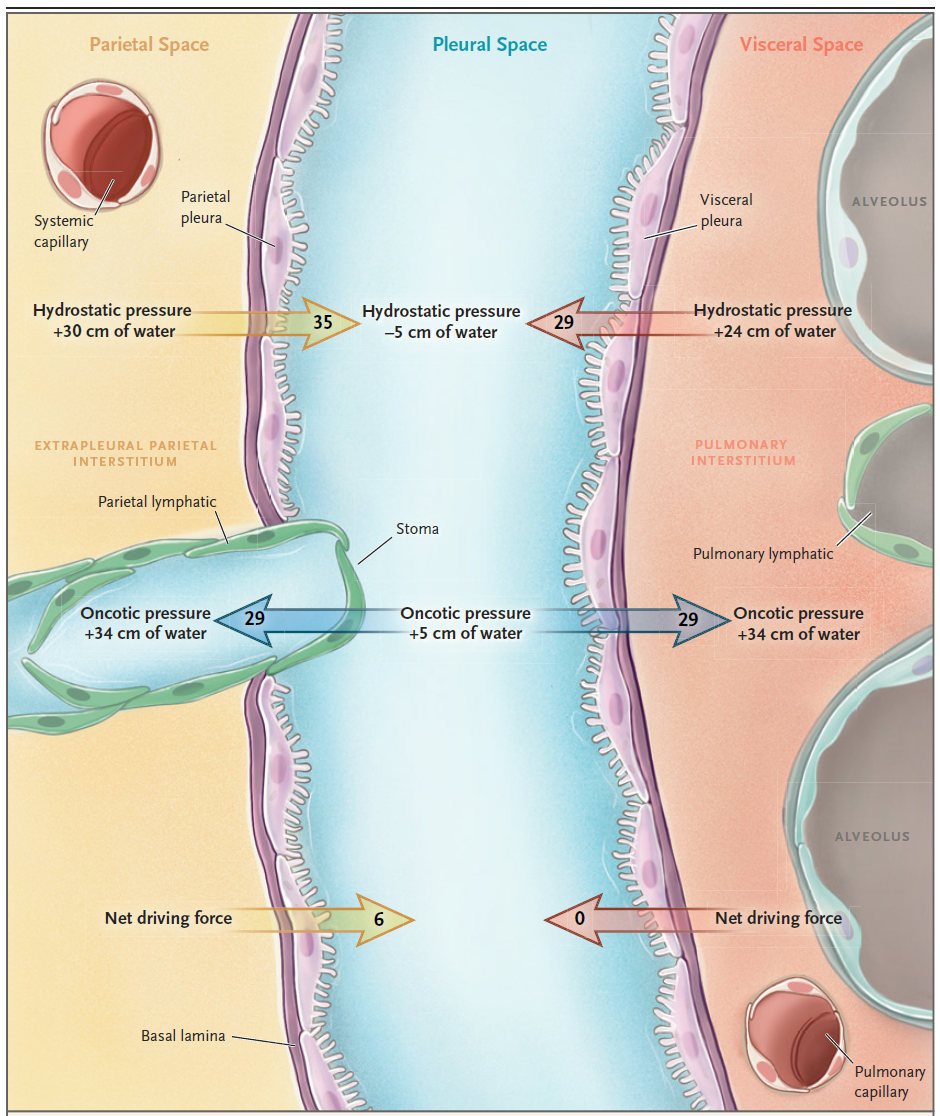 Parietal Space
Pleural Space
Visceral Space
ALVEOLUS
Parietal
pleura
Visceral
pleura
Systemic
capillary
Hydrostatic pressure
+30 cm of water
35
Hydrostatic pressure
–5 cm of water
29
Hydrostatic pressure
+24 cm of water
EXTRAPLEURAL PARIETAL
INTERSTITIUM
PULMONARY
INTERSTITIUM
Parietal lymphatic
Stoma
Pulmonary lymphatic
Oncotic pressure
+34 cm of water
29
Oncotic pressure
+5 cm of water
29
Oncotic pressure
+34 cm of water
ALVEOLUS
Net driving force
6
0
Net driving force
Basal lamina
Pulmonary
capillary